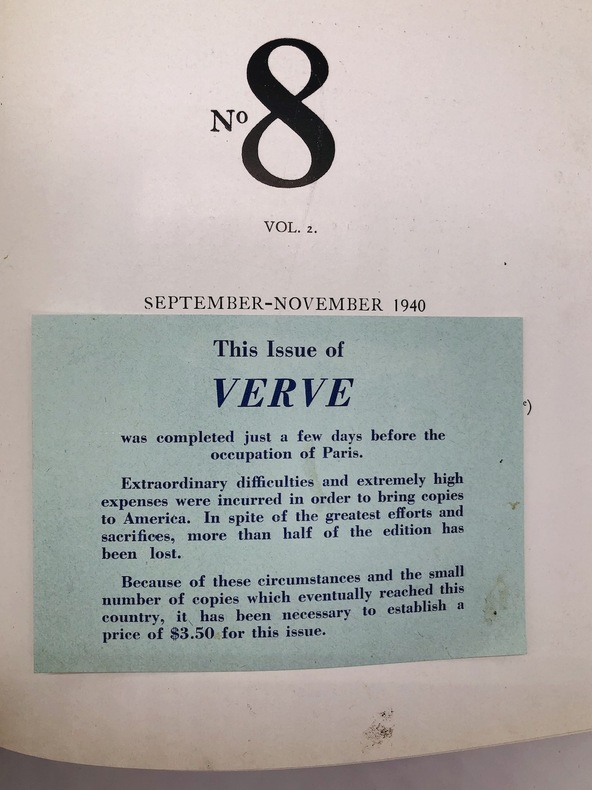 No 8
VOL. 2.
SEPTEMBER-NOVEMBER 1940
This Issue of
VERVE
was completed just a few days before the
occupation of Paris.
Extraordinary difficulties and extremely high
expenses were incurred in order to bring copies
to America. In spite of the greatest efforts and
sacrifices, more than half of the edition has
been lost.
Because of these circumstances and the small
number of copies which eventually reached this
country, it has been necessary to establish a
price of $3.50 for this issue.